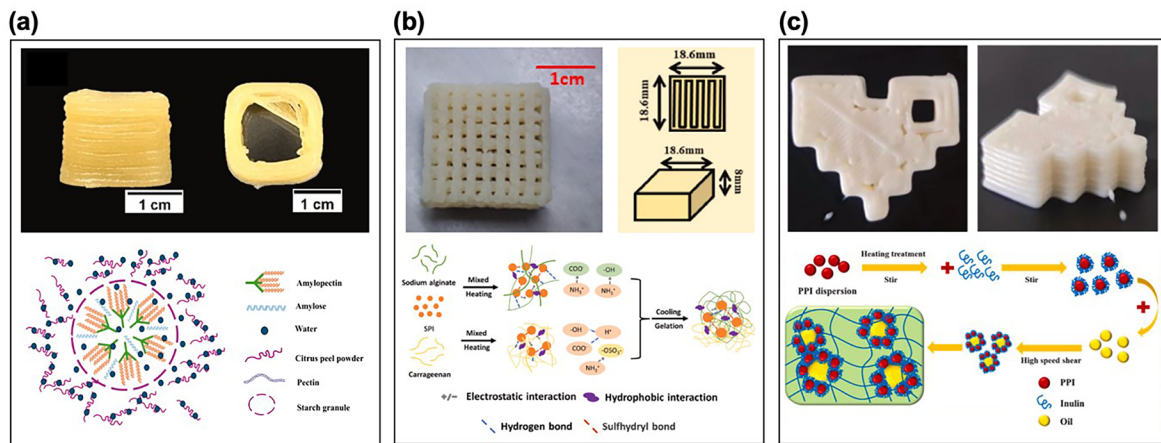 (a)
(b)
(c)
1 cm
1 cm
Amylopectin
Amylose
Water
Citrus peel powder
Pectin
Starch granule
1cm
18.6mm
18.6mm
18.6mm
8mm
Sodium alginate
SPI
Carrageenan
Mixed
Heating
Mixed
Heating
COO⁻
-OH
NH₃⁺
NH₃⁺
-OH
H⁺
COO⁻
-OSO₃⁻
NH₃⁺
Cooling
Gelation
+/− Electrostatic interaction
Hydrophobic interaction
Hydrogen bond
Sulfhydryl bond
PPI dispersion
Heating treatment
Stir
+
Stir
+
High speed shear
PPI
Inulin
Oil